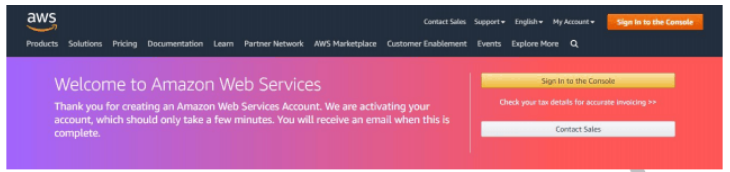 aws
Contact Sales Support English My Account Sign In to the Console
Products Solutions Pricing Documentation Learn Partner Network AWS Marketplace Customer Enablement Events Explore More
Welcome to Amazon Web Services
Thank you for creating an Amazon Web Services Account. We are activating your
account, which should only take a few minutes. You will receive an email when this is
complete.
Sign In to the Console
Check your tax details for accurate invoicing >>
Contact Sales